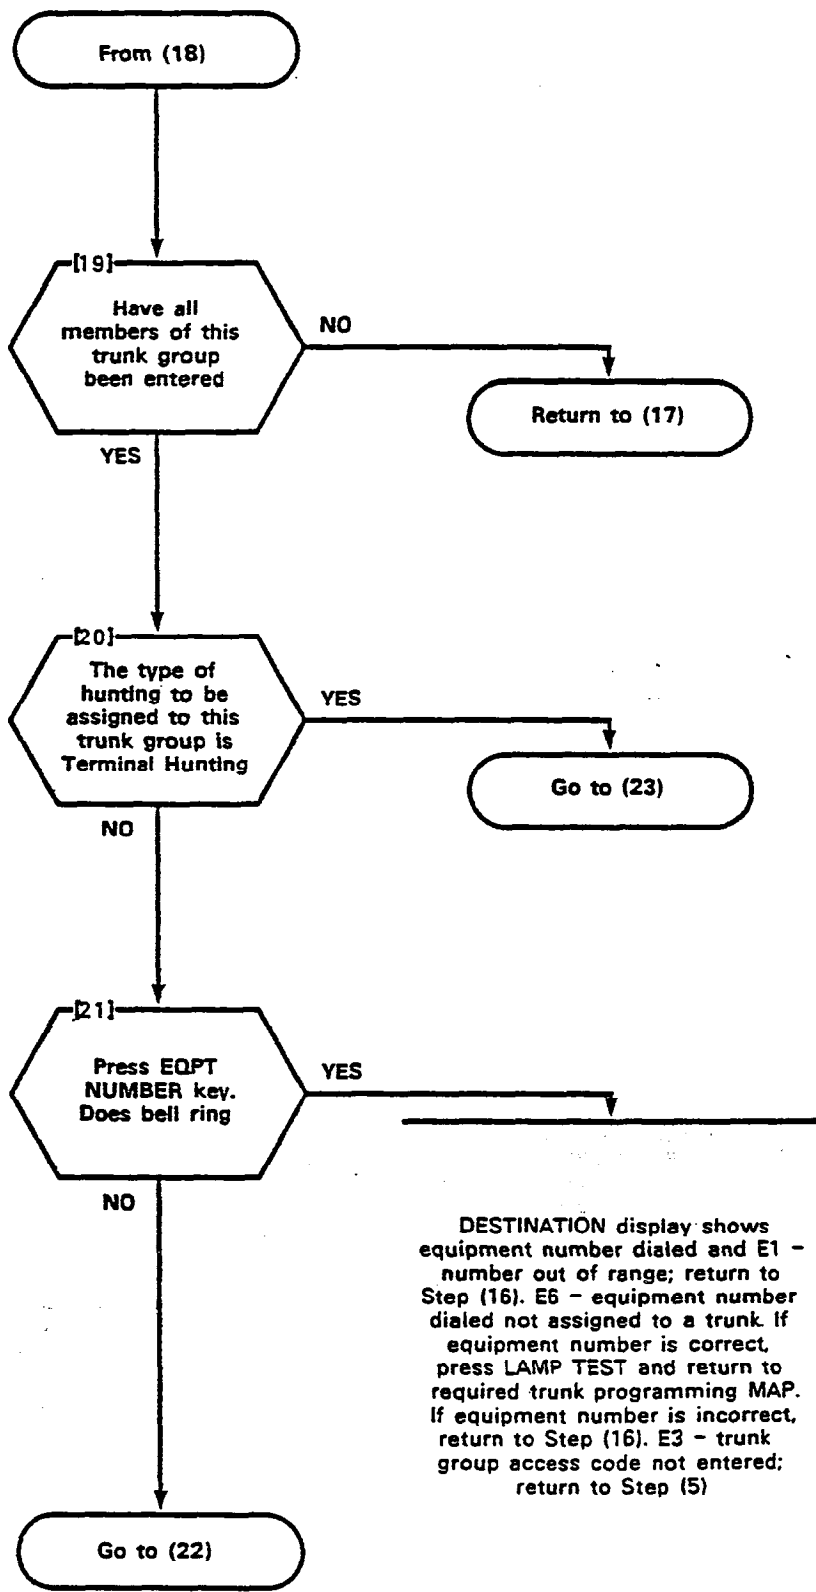 From (18)
[19]
Have all
members of this
trunk group
been entered
NO
Return to (17)
YES
[20]
The type of
hunting to be
assigned to this
trunk group is
Terminal Hunting
YES
Go to (23)
NO
[21]
Press EQPT
NUMBER key.
Does bell ring
YES
NO
DESTINATION display shows
equipment number dialed and E1 –
number out of range; return to
Step (16). E6 – equipment number
dialed not assigned to a trunk. If
equipment number is correct,
press LAMP TEST and return to
required trunk programming MAP.
If equipment number is incorrect,
return to Step (16). E3 – trunk
group access code not entered;
return to Step (5)
Go to (22)